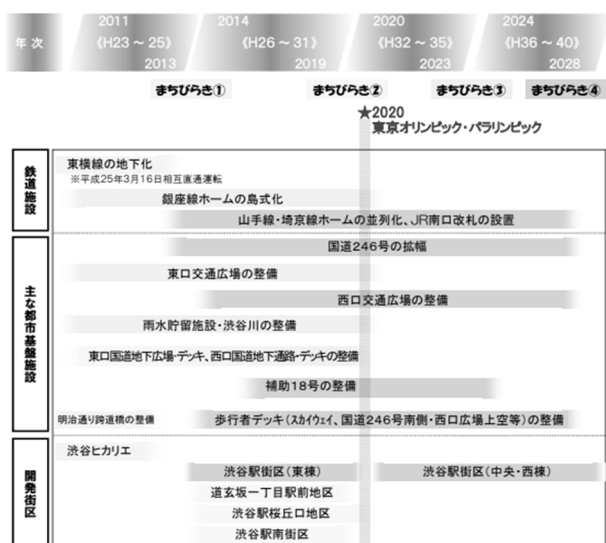 年次
2011
《H23～25》
2013
2014
《H26～31》
2019
2020
《H32～35》
2023
2024
《H36～40》
2028
まちびらき①
まちびらき②
まちびらき③
まちびらき④
★2020
東京オリンピック・パラリンピック
鉄道施設
東横線の地下化
※平成25年3月16日相互直通運転
銀座線ホームの島式化
山手線・埼京線ホームの並列化、JR南口改札の設置
主な都市基盤施設
国道246号の拡幅
東口交通広場の整備
西口交通広場の整備
雨水貯留施設・渋谷川の整備
東口国道地下広場・デッキ、西口国道地下通路・デッキの整備
補助18号の整備
明治通り跨道橋の整備
歩行者デッキ(スカイウェイ、国道246号南側・西口広場上空等)の整備
開発街区
渋谷ヒカリエ
渋谷駅街区(東棟)
渋谷駅街区(中央・西棟)
道玄坂一丁目駅前地区
渋谷駅桜丘口地区
渋谷駅南街区